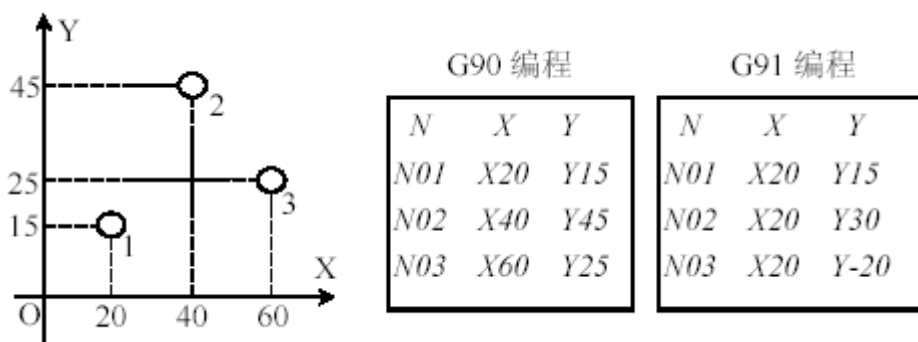 Y
45
25
15
O
20 40 60
X
1
2
3
G90 编程
N X Y
N01 X20 Y15
N02 X40 Y45
N03 X60 Y25
G91 编程
N X Y
N01 X20 Y15
N02 X20 Y30
N03 X20 Y-20